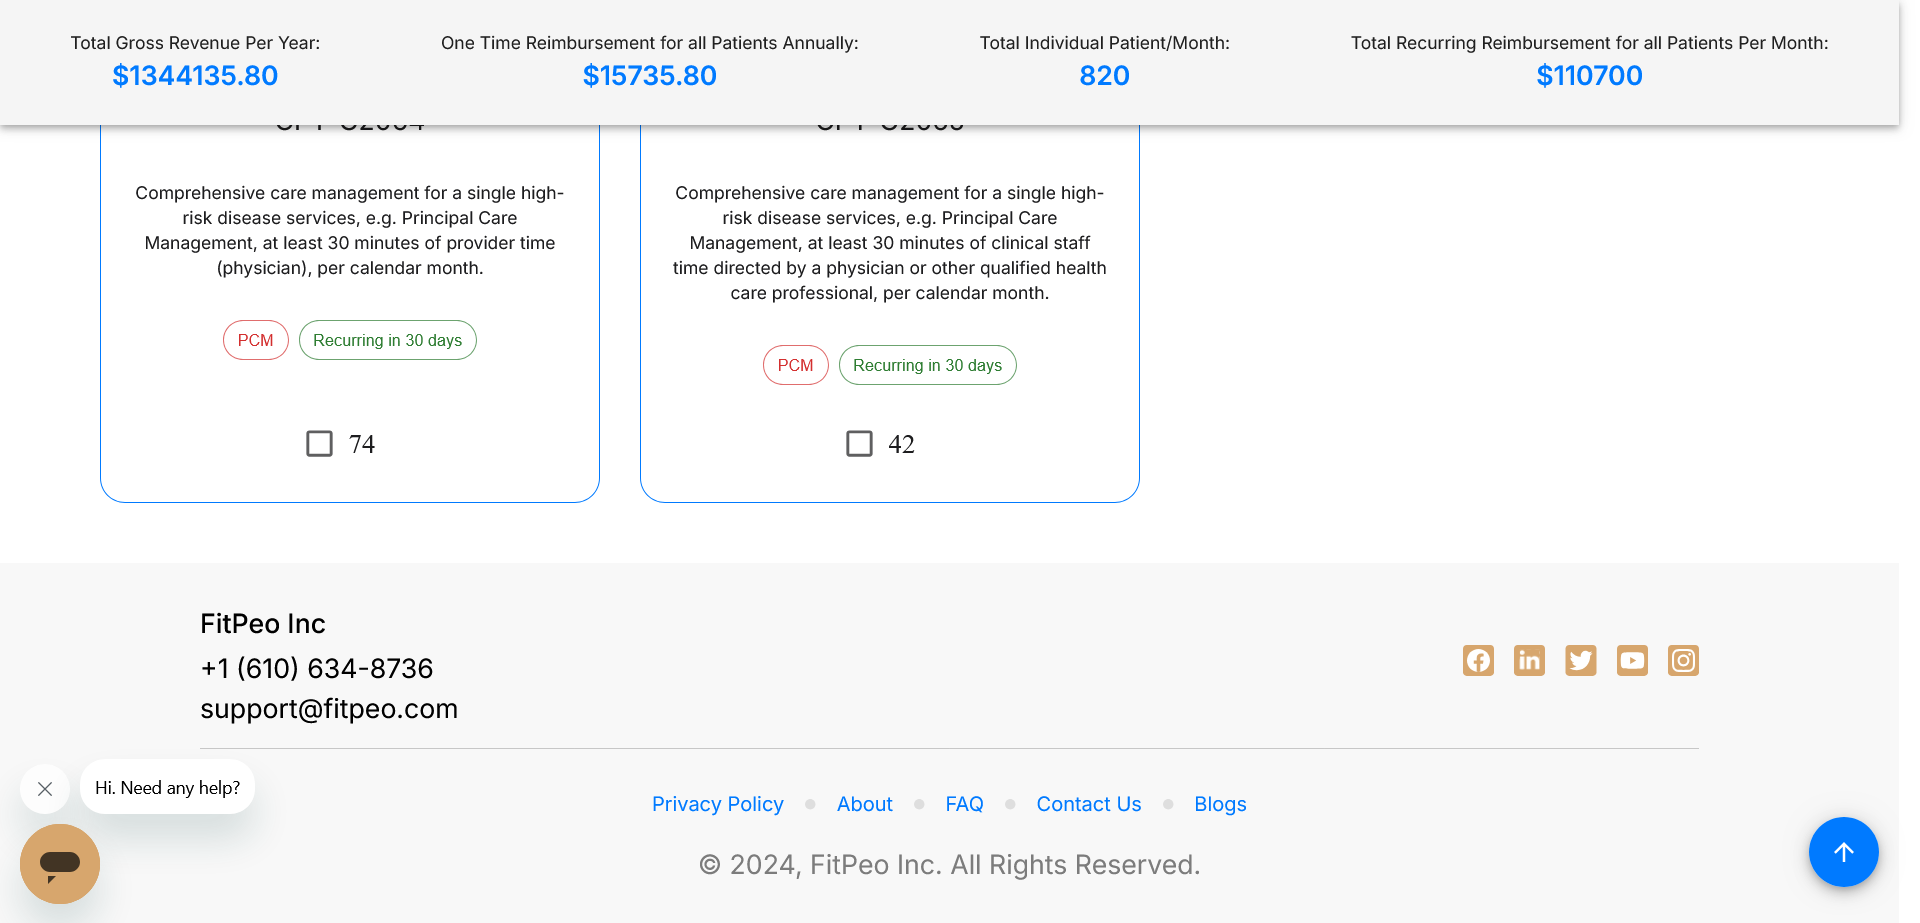 Total Gross Revenue Per Year:
$1344135.80
One Time Reimbursement for all Patients Annually:
$15735.80
Total Individual Patient/Month:
820
Total Recurring Reimbursement for all Patients Per Month:
$110700
Comprehensive care management for a single high-
risk disease services, e.g. Principal Care
Management, at least 30 minutes of provider time
(physician), per calendar month.
PCM
Recurring in 30 days
74
Comprehensive care management for a single high-
risk disease services, e.g. Principal Care
Management, at least 30 minutes of clinical staff
time directed by a physician or other qualified health
care professional, per calendar month.
PCM
Recurring in 30 days
42
FitPeo Inc
+1 (610) 634-8736
support@fitpeo.com
Hi. Need any help?
Privacy Policy
About
FAQ
Contact Us
Blogs
© 2024, FitPeo Inc. All Rights Reserved.